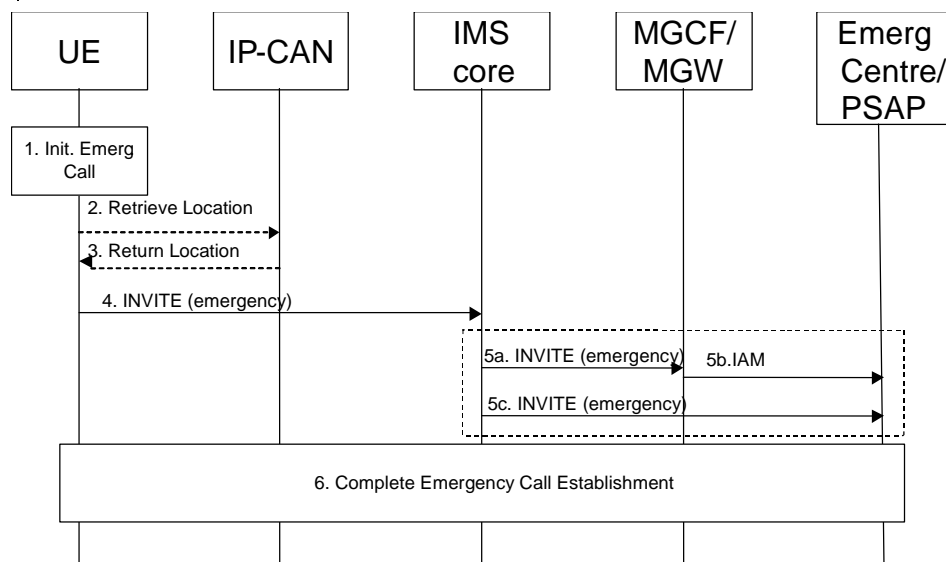 UE
IP-CAN
IMS
core
MGCF/
MGW
Emerg
Centre/
PSAP
1. Init. Emerg
Call
2. Retrieve Location
3. Return Location
4. INVITE (emergency)
5a. INVITE (emergency)
5b.IAM
5c. INVITE (emergency)
6. Complete Emergency Call Establishment